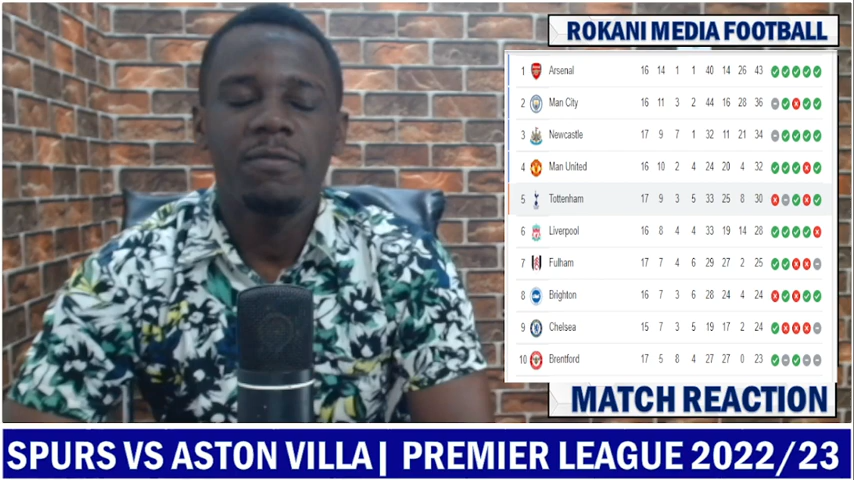 ROKANI MEDIA FOOTBALL
1 Arsenal 16 14 1 1 40 14 26 43
2 Man City 16 11 3 2 44 16 28 36
3 Newcastle 17 9 7 1 32 11 21 34
4 Man United 16 10 2 4 24 20 4 32
5 Tottenham 17 9 3 5 33 25 8 30
6 Liverpool 16 8 4 4 33 19 14 28
7 Fulham 17 7 4 6 29 27 2 25
8 Brighton 16 7 3 6 28 24 4 24
9 Chelsea 15 7 3 5 19 17 2 24
10 Brentford 17 5 8 4 27 27 0 23
MATCH REACTION
SPURS VS ASTON VILLA| PREMIER LEAGUE 2022/23